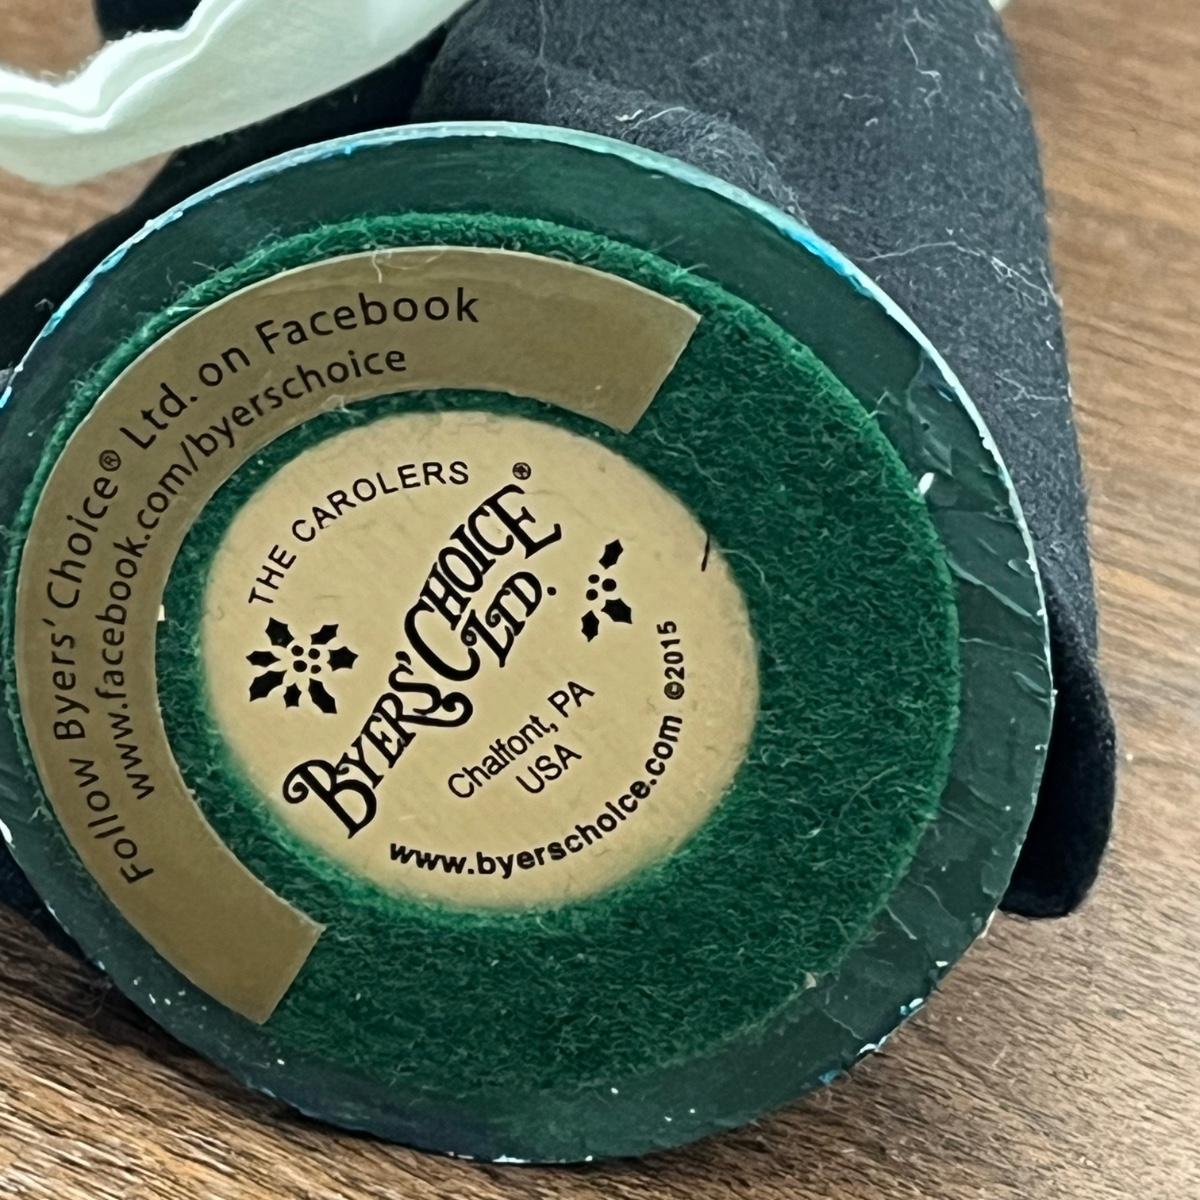 Follow Byers' Choice® Ltd. on Facebook
www.facebook.com/byerschoice
THE CAROLERS
BYERS' CHOICE®
LTD.
Chalfont, PA
USA
www.byerschoice.com ©2015